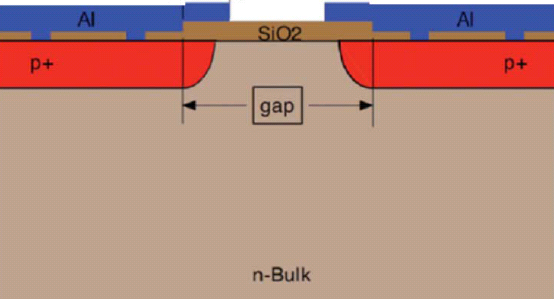 Al
Al
SiO2
p+
p+
gap
n-Bulk